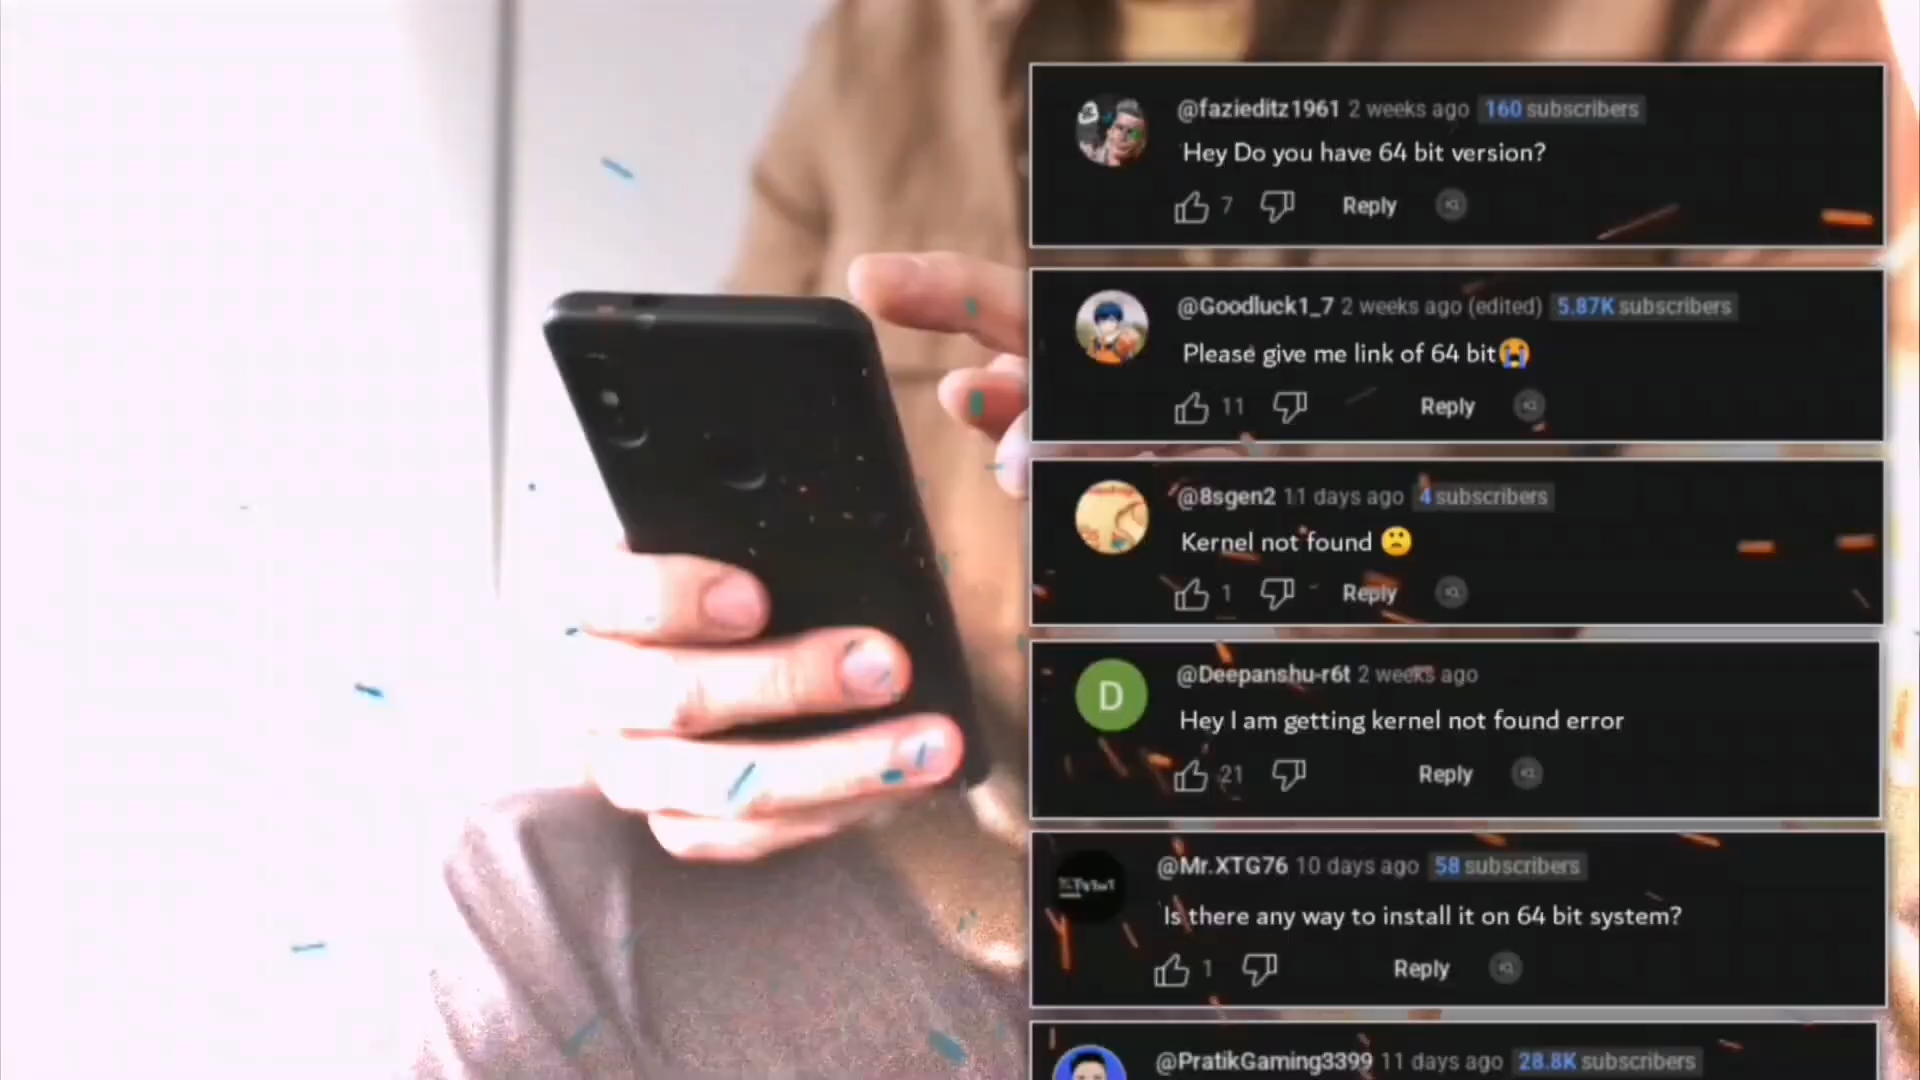 @fazieditz1961 2 weeks ago 160 subscribers
Hey Do you have 64 bit version?
7 Reply
@Goodluck1_7 2 weeks ago (edited) 5.87K subscribers
Please give me link of 64 bit😭
11 Reply
@8sgen2 11 days ago 4 subscribers
Kernel not found 🙁
1 Reply
D
@Deepanshu-r6t 2 weeks ago
Hey I am getting kernel not found error
21 Reply
@Mr.XTG76 10 days ago 58 subscribers
Is there any way to install it on 64 bit system?
1 Reply
@PratikGaming3399 11 days ago 28.8K subscribers